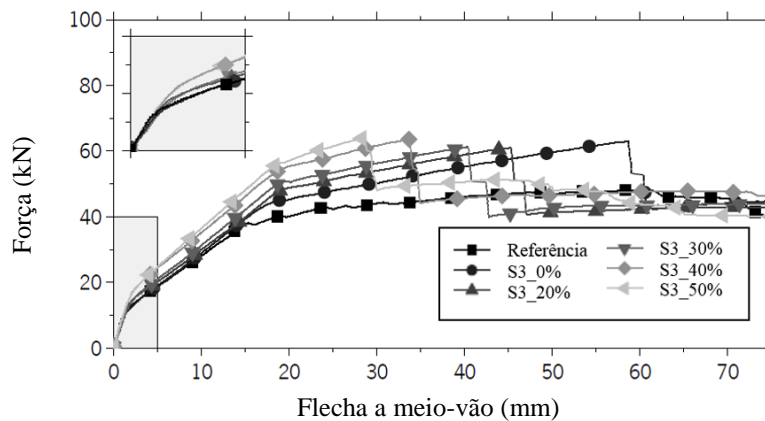 100
80
60
40
20
0
Força (kN)
Referência
S3_0%
S3_20%
S3_30%
S3_40%
S3_50%
0 10 20 30 40 50 60 70
Flecha a meio-vão (mm)